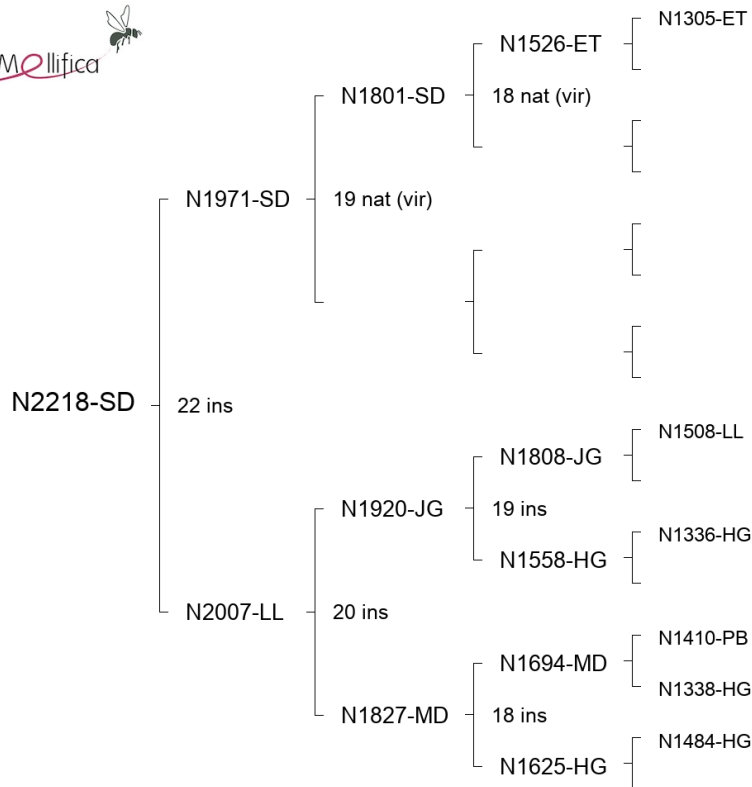 Mellifica
N1305-ET
N1526-ET
N1801-SD
18 nat (vir)
N1971-SD
19 nat (vir)
N2218-SD
22 ins
N1508-LL
N1808-JG
N1920-JG
19 ins
N1336-HG
N1558-HG
N2007-LL
20 ins
N1410-PB
N1694-MD
N1338-HG
N1827-MD
18 ins
N1484-HG
N1625-HG